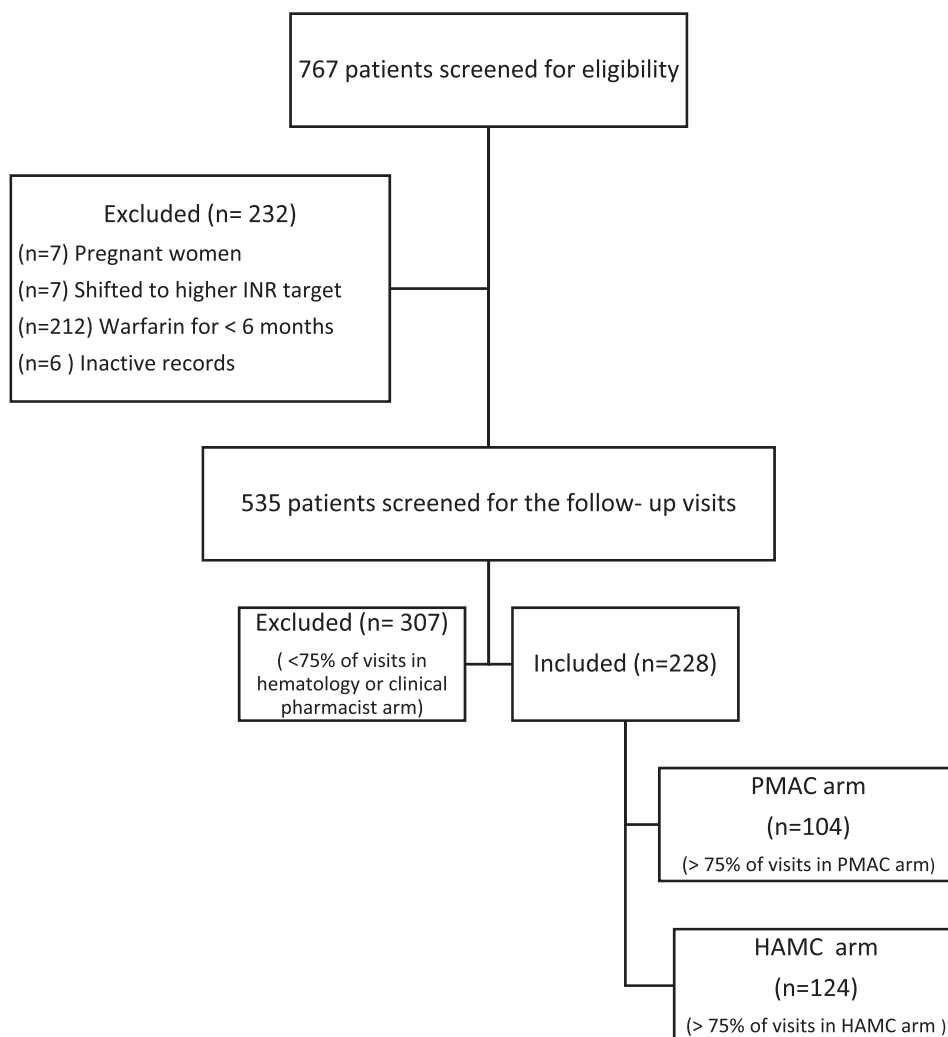 767 patients screened for eligibility
Excluded (n= 232)
(n=7) Pregnant women
(n=7) Shifted to higher INR target
(n=212) Warfarin for < 6 months
(n=6 ) Inactive records
535 patients screened for the follow- up visits
Excluded (n= 307)
( <75% of visits in
hematology or clinical
pharmacist arm)
Included (n=228)
PMAC arm
(n=104)
(> 75% of visits in PMAC arm)
HAMC  arm
(n=124)
(> 75% of visits in HAMC arm )